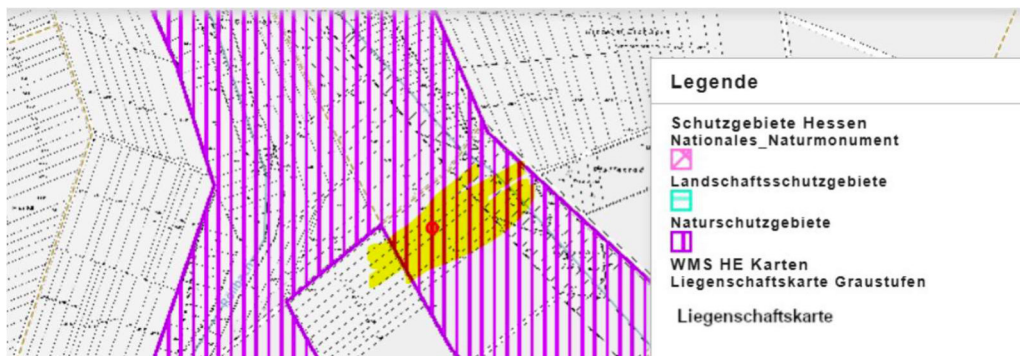 Legende
Schutzgebiete Hessen
Nationales_Naturmonument
Landschaftsschutzgebiete
Naturschutzgebiete
WMS HE Karten
Liegenschaftskarte Graustufen
Liegenschaftskarte